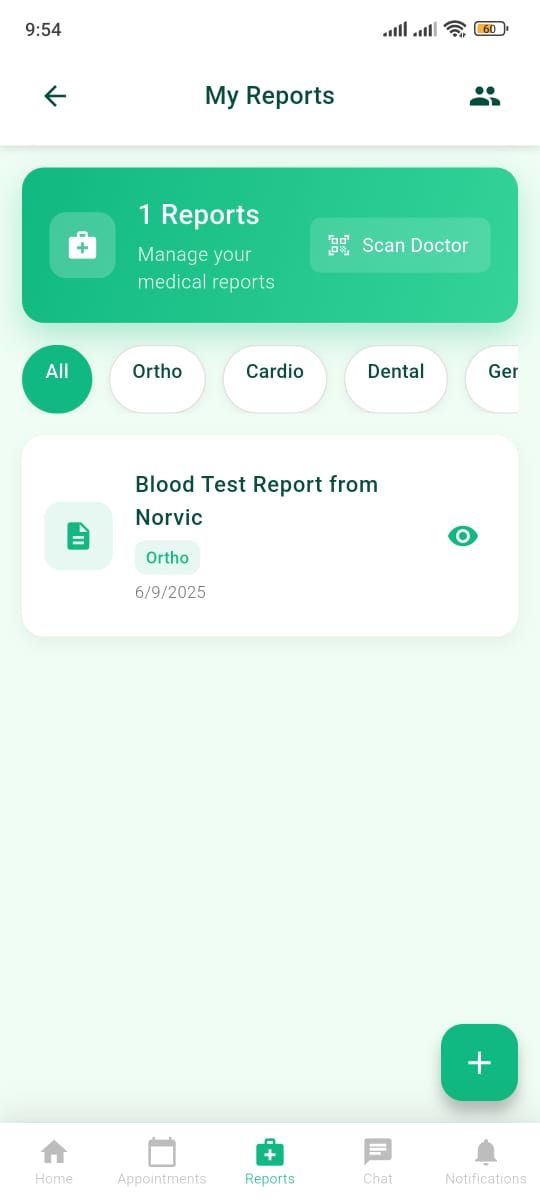 9:54
60
My Reports
1 Reports
Manage your
medical reports
Scan Doctor
All
Ortho
Cardio
Dental
Ger
Blood Test Report from
Norvic
Ortho
6/9/2025
Home
Appointments
Reports
Chat
Notifications